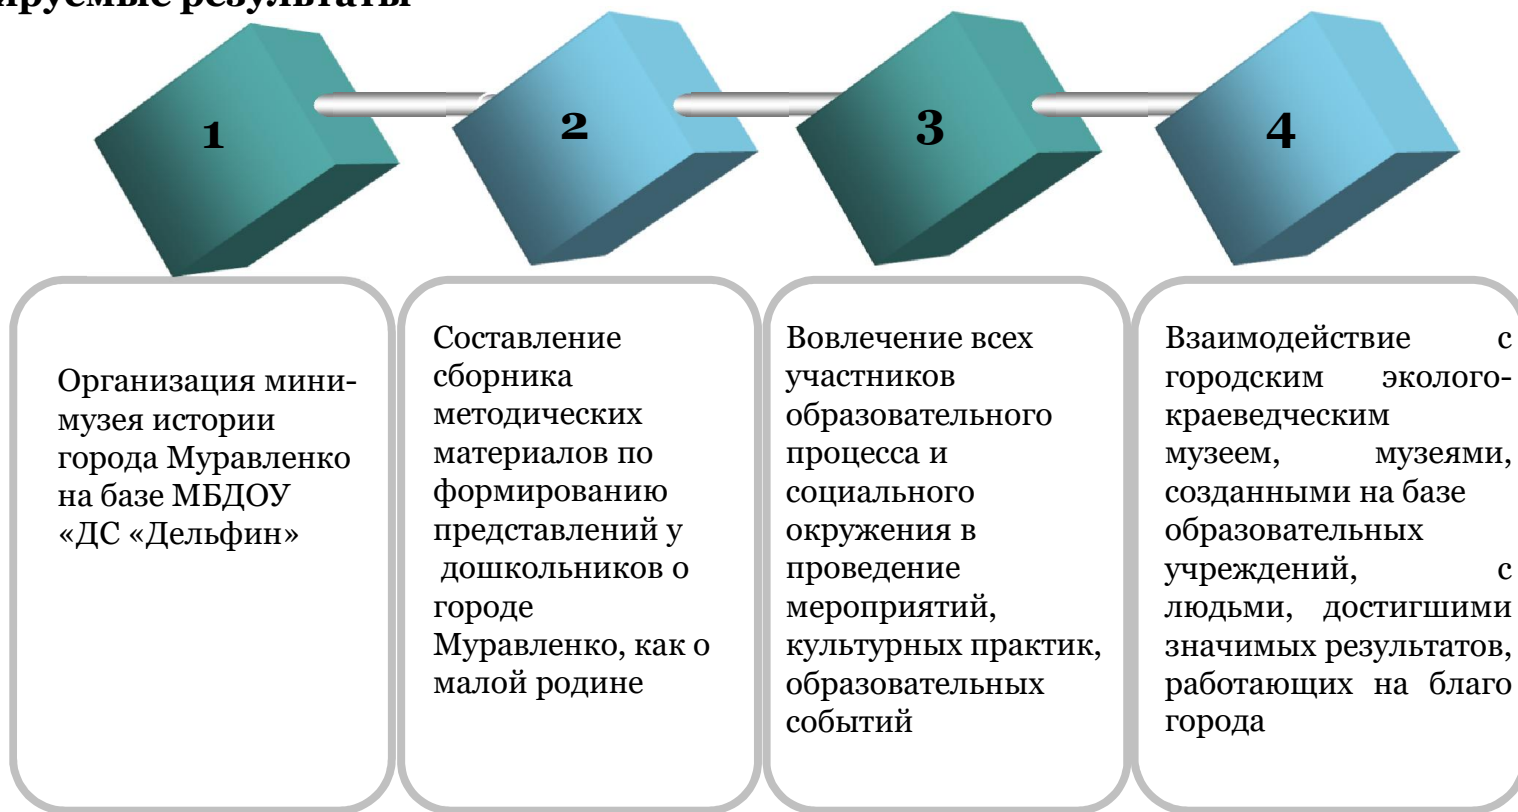 ируемые результаты
1
2
3
4
Организация мини-
музея истории
города Муравленко
на базе МБДОУ
«ДС «Дельфин»
Составление
сборника
методических
материалов по
формированию
представлений у
дошкольников о
городе
Муравленко, как о
малой родине
Вовлечение всех
участников
образовательного
процесса и
социального
окружения в
проведение
мероприятий,
культурных практик,
образовательных
событий
Взаимодействие с
городским эколого-
краеведческим
музеем, музеями,
созданными на базе
образовательных
учреждений, с
людьми, достигшими
значимых результатов,
работающих на благо
города